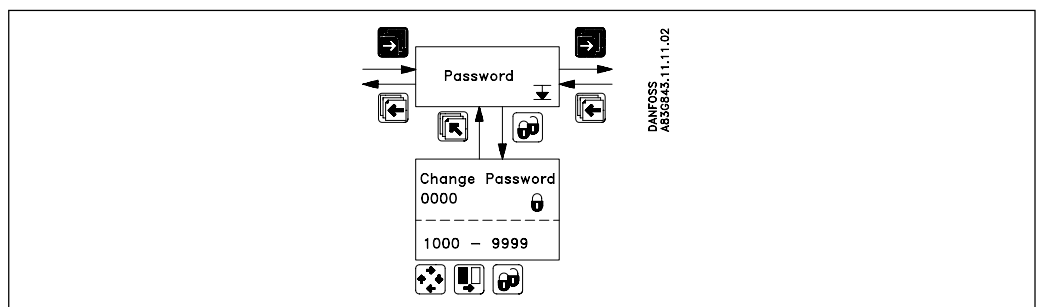 Password
DANFOSS
A83G843.11.11.02
Change Password
0000
1000 - 9999